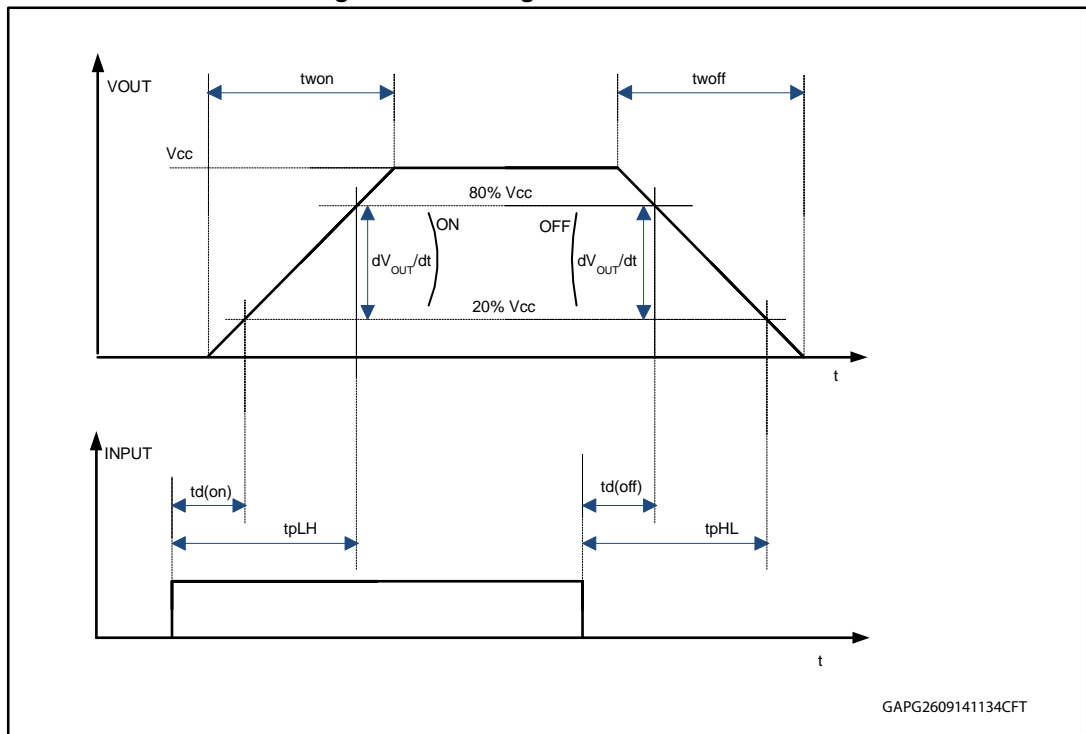 VOUT
twon
twoff
Vcc
80% Vcc
ON
OFF
dVOUT/dt
dVOUT/dt
20% Vcc
t
INPUT
td(on)
td(off)
tpLH
tpHL
t
GAPG2609141134CFT